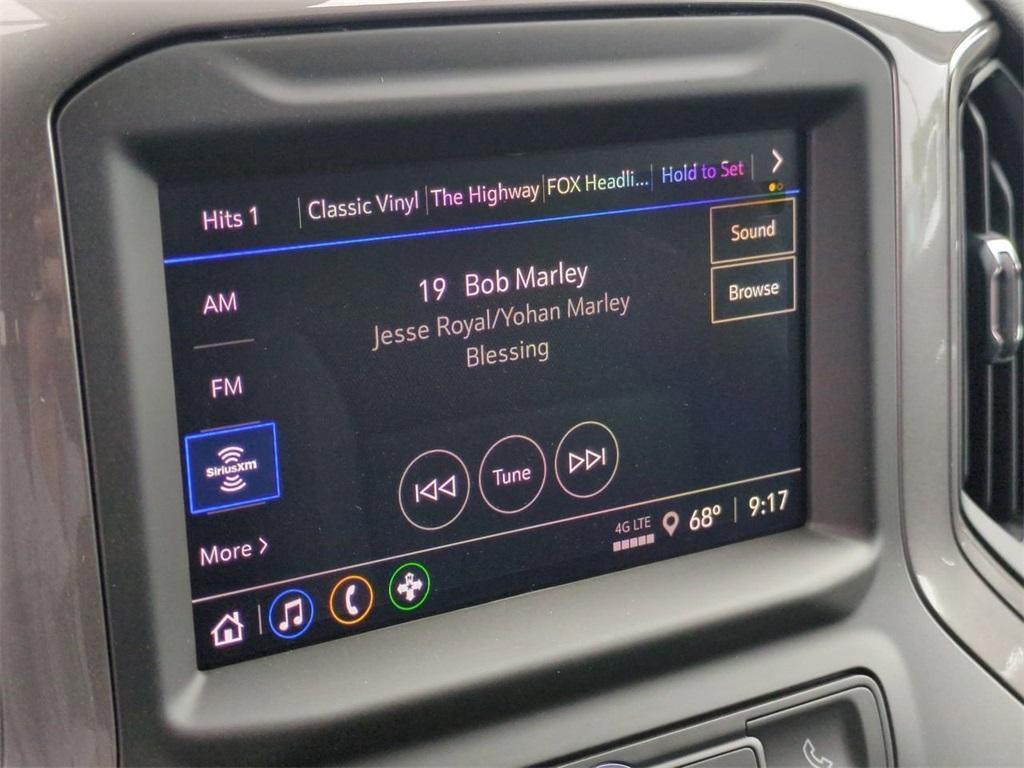 Hits 1
Classic Vinyl
The Highway
FOX Headli...
Hold to Set
Sound
Browse
AM
FM
SiriusXM
More
19 Bob Marley
Jesse Royal/Yohan Marley
Blessing
Tune
4G LTE
68°
9:17